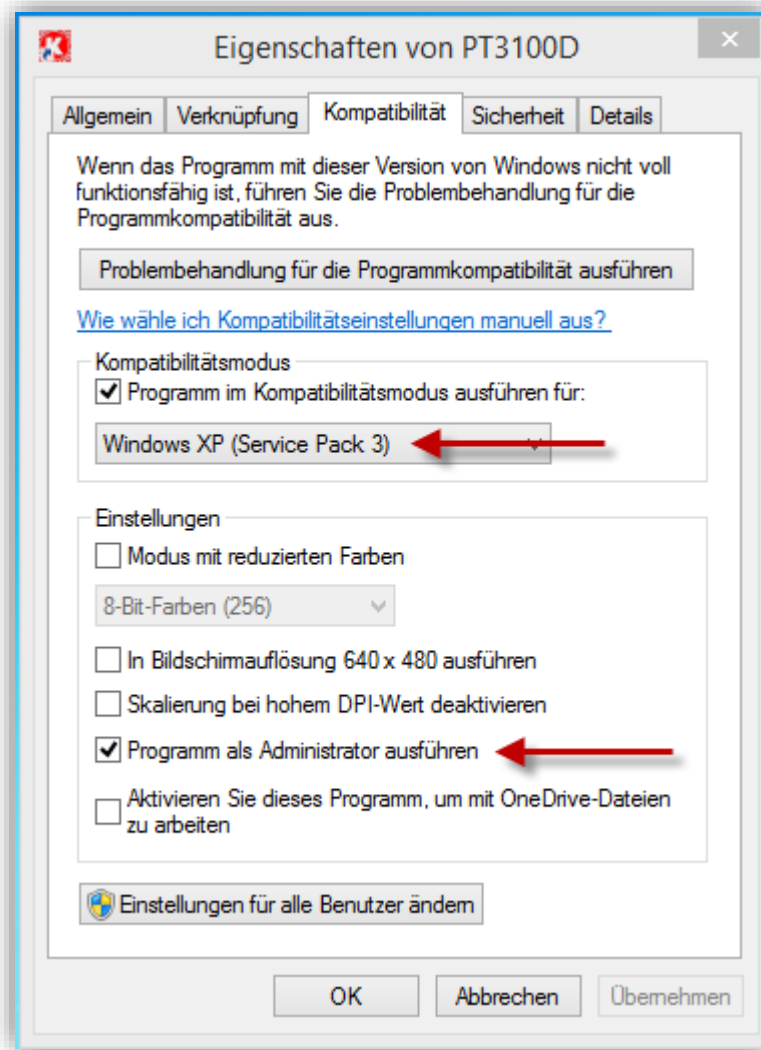 Eigenschaften von PT3100D
Allgemein Verknüpfung Kompatibilität Sicherheit Details
Wenn das Programm mit dieser Version von Windows nicht voll
funktionsfähig ist, führen Sie die Problembehandlung für die
Programmkompatibilität aus.
Problembehandlung für die Programmkompatibilität ausführen
Wie wähle ich Kompatibilitätseinstellungen manuell aus?
Kompatibilitätsmodus
Programm im Kompatibilitätsmodus ausführen für:
Windows XP (Service Pack 3)
Einstellungen
Modus mit reduzierten Farben
8-Bit-Farben (256)
In Bildschirmauflösung 640 x 480 ausführen
Skalierung bei hohem DPI-Wert deaktivieren
Programm als Administrator ausführen
Aktivieren Sie dieses Programm, um mit OneDrive-Dateien
zu arbeiten
Einstellungen für alle Benutzer ändern
OK Abbrechen Übernehmen